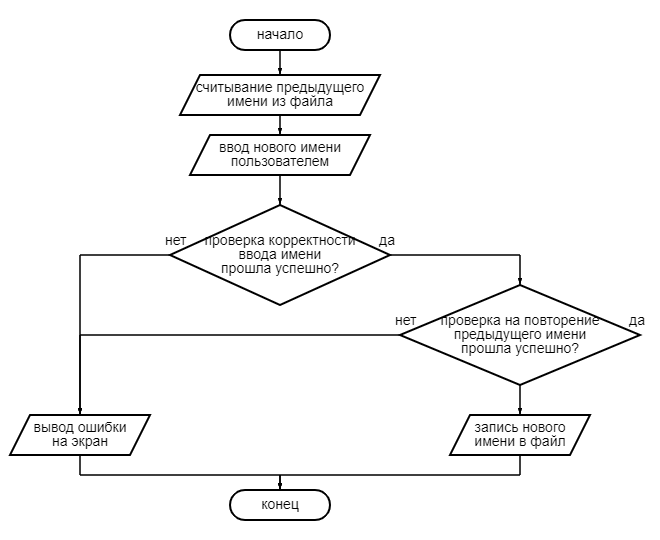 начало
считывание предыдущего
имени из файла
ввод нового имени
пользователем
нет
проверка корректности
ввода имени
прошла успешно?
да
нет
проверка на повторение
предыдущего имени
прошла успешно?
да
вывод ошибки
на экран
запись нового
имени в файл
конец